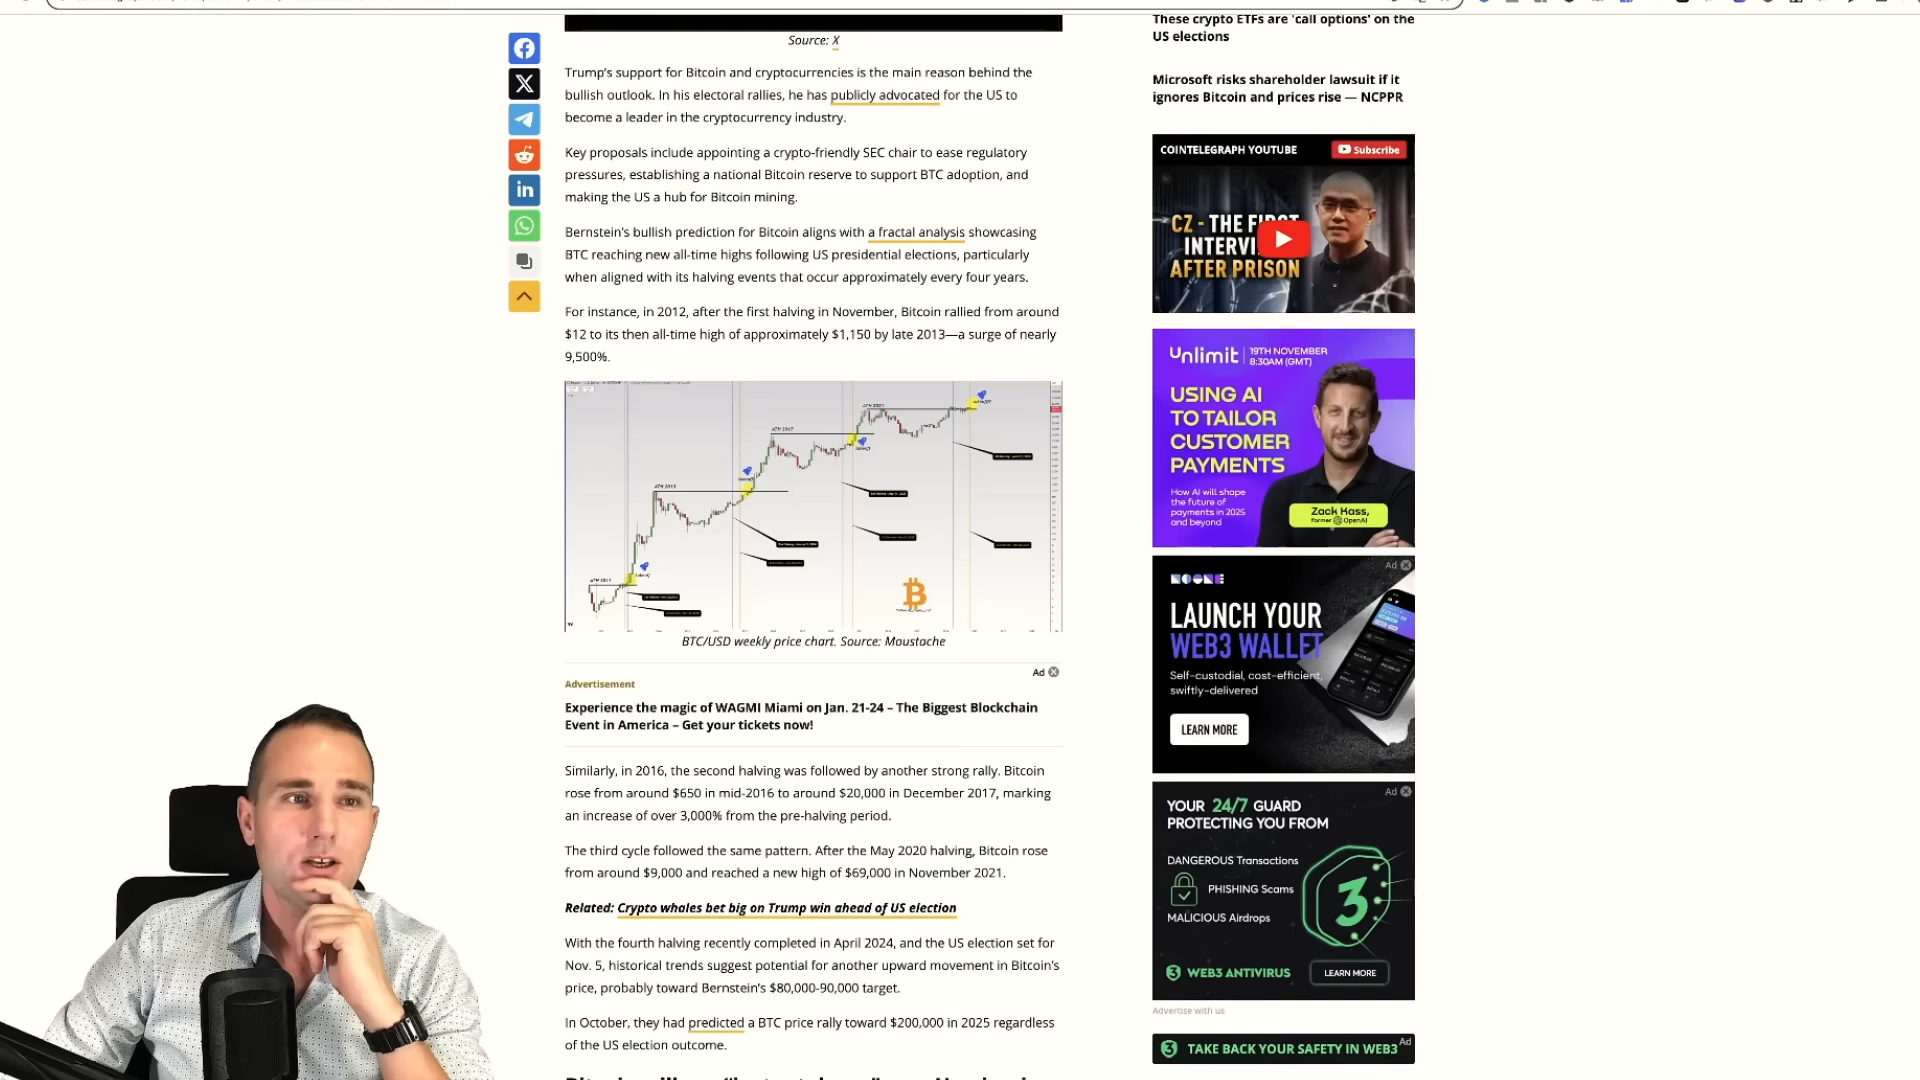 Source: X
Trump's support for Bitcoin and cryptocurrencies is the main reason behind the
bullish outlook. In his electoral rallies, he has publicly advocated for the US to
become a leader in the cryptocurrency industry.
Key proposals include appointing a crypto-friendly SEC chair to ease regulatory
pressures, establishing a national Bitcoin reserve to support BTC adoption, and
making the US a hub for Bitcoin mining.
Bernstein's bullish prediction for Bitcoin aligns with a fractal analysis showcasing
BTC reaching new all-time highs following US presidential elections, particularly
when aligned with its halving events that occur approximately every four years.
For instance, in 2012, after the first halving in November, Bitcoin rallied from around
$12 to its then all-time high of approximately $1,150 by late 2013—a surge of nearly
9,500%.
BTC/USD weekly price chart. Source: Moustache
Ad
Advertisement
Experience the magic of WAGMI Miami on Jan. 21-24 – The Biggest Blockchain
Event in America – Get your tickets now!
Similarly, in 2016, the second halving was followed by another strong rally. Bitcoin
rose from around $650 in mid-2016 to around $20,000 in December 2017, marking
an increase of over 3,000% from the pre-halving period.
The third cycle followed the same pattern. After the May 2020 halving, Bitcoin rose
from around $9,000 and reached a new high of $69,000 in November 2021.
Related: Crypto whales bet big on Trump win ahead of US election
With the fourth halving recently completed in April 2024, and the US election set for
Nov. 5, historical trends suggest potential for another upward movement in Bitcoin's
price, probably toward Bernstein's $80,000-90,000 target.
In October, they had predicted a BTC price rally toward $200,000 in 2025 regardless
of the US election outcome.
These crypto ETFs are 'call options' on the
US elections
Microsoft risks shareholder lawsuit if it
ignores Bitcoin and prices rise — NCPPR
COINTELEGRAPH YOUTUBE
Subscribe
CZ - THE FIRST
INTERVI
AFTER PRISON
Unlimit
19TH NOVEMBER
8:30AM (GMT)
USING AI
TO TAILOR
CUSTOMER
PAYMENTS
How AI will shape
the future of
payments in 2025
and beyond
Zack Kass,
Former OpenAI
Ad
NOONE
LAUNCH YOUR
WEB3 WALLET
Self-custodial, cost-efficient,
swiftly-delivered
LEARN MORE
Ad
YOUR 24/7 GUARD
PROTECTING YOU FROM
DANGEROUS Transactions
PHISHING Scams
MALICIOUS Airdrops
3
WEB3 ANTIVIRUS
LEARN MORE
Advertise with us
TAKE BACK YOUR SAFETY IN WEB3
Ad